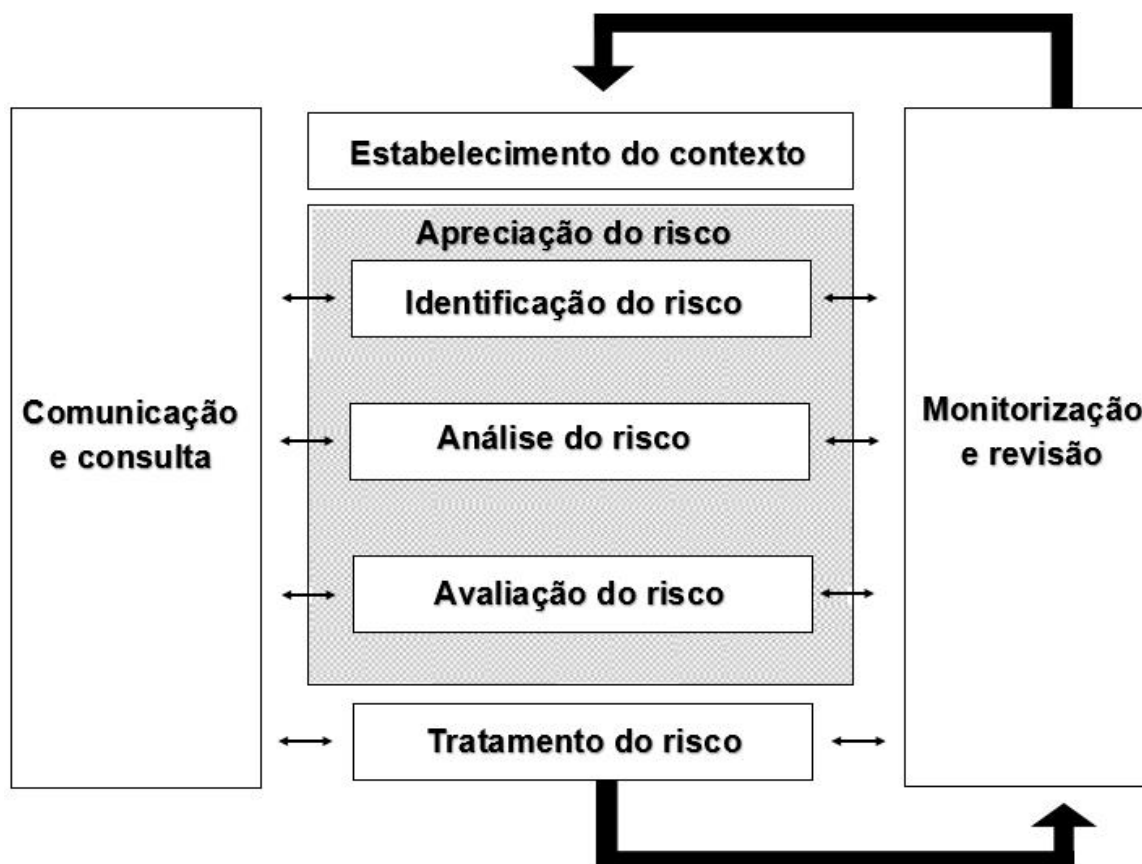 Estabelecimento do contexto
Apreciação do risco
Identificação do risco
Comunicação
e consulta
Análise do risco
Monitorização
e revisão
Avaliação do risco
Tratamento do risco